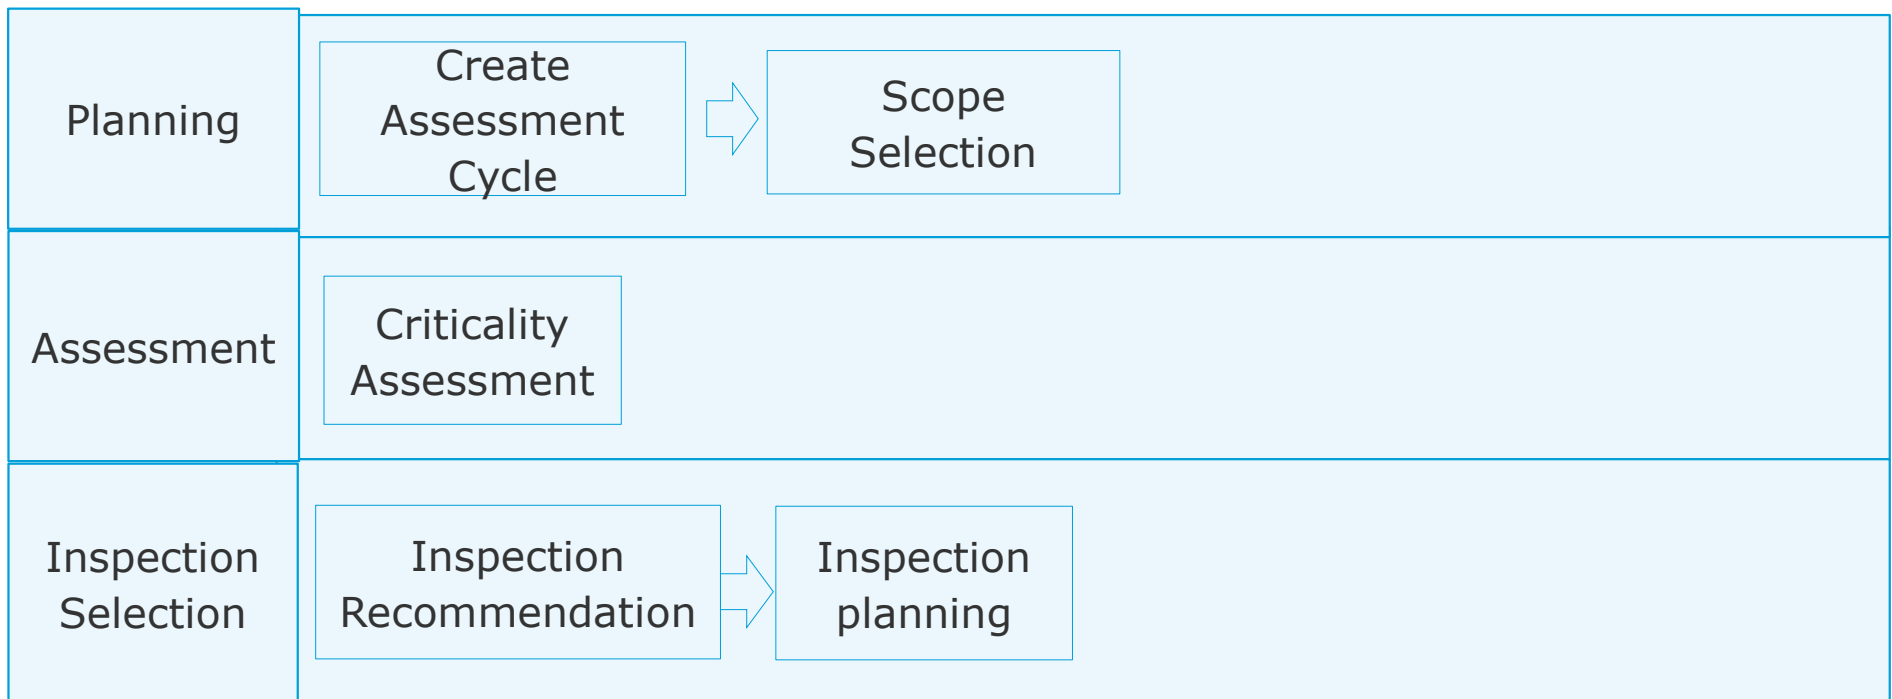 Planning
Create
Assessment
Cycle
Scope
Selection
Assessment
Criticality
Assessment
Inspection
Selection
Inspection
Recommendation
Inspection
planning